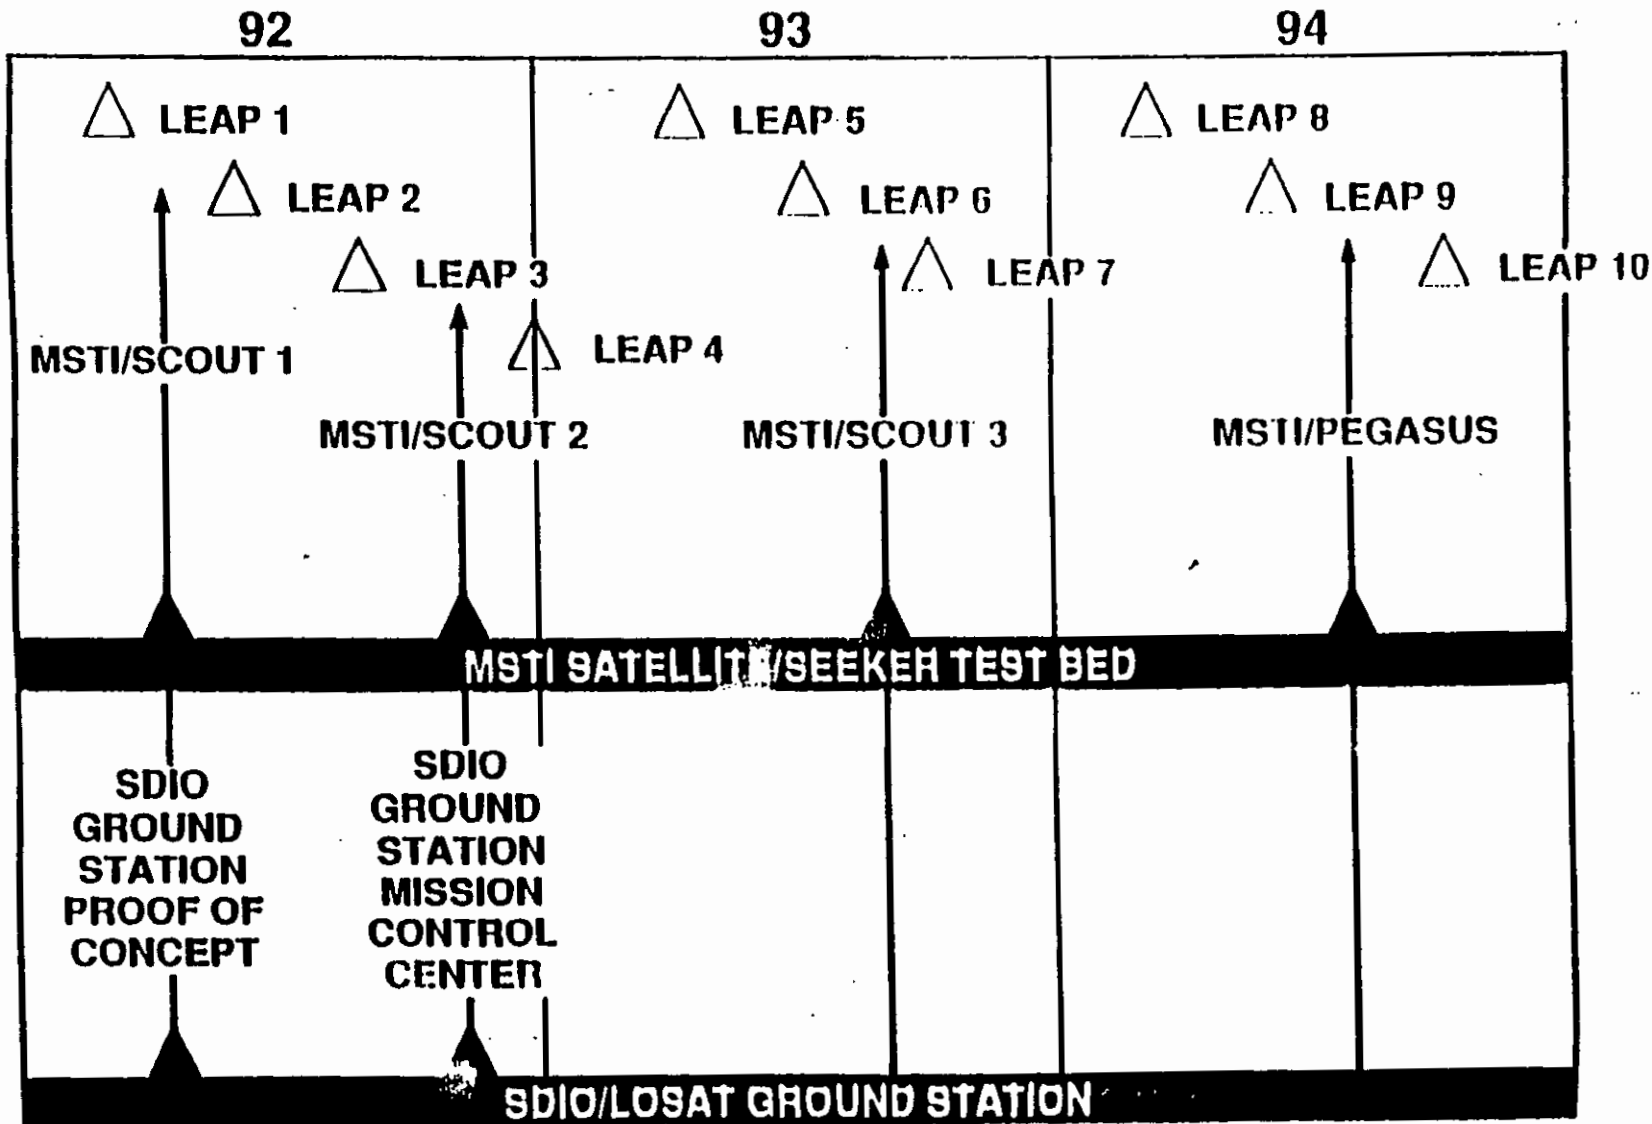 92 93 94
LEAP 1 LEAP 5 LEAP 8
LEAP 2 LEAP 6 LEAP 9
LEAP 3 LEAP 7 LEAP 10
MSTI/SCOUT 1 LEAP 4
MSTI/SCOUT 2 MSTI/SCOUT 3 MSTI/PEGASUS
MSTI SATELLITE/SEEKER TEST BED
SDIO
GROUND
STATION
PROOF OF
CONCEPT
SDIO
GROUND
STATION
MISSION
CONTROL
CENTER
SDIO/LOSAT GROUND STATION